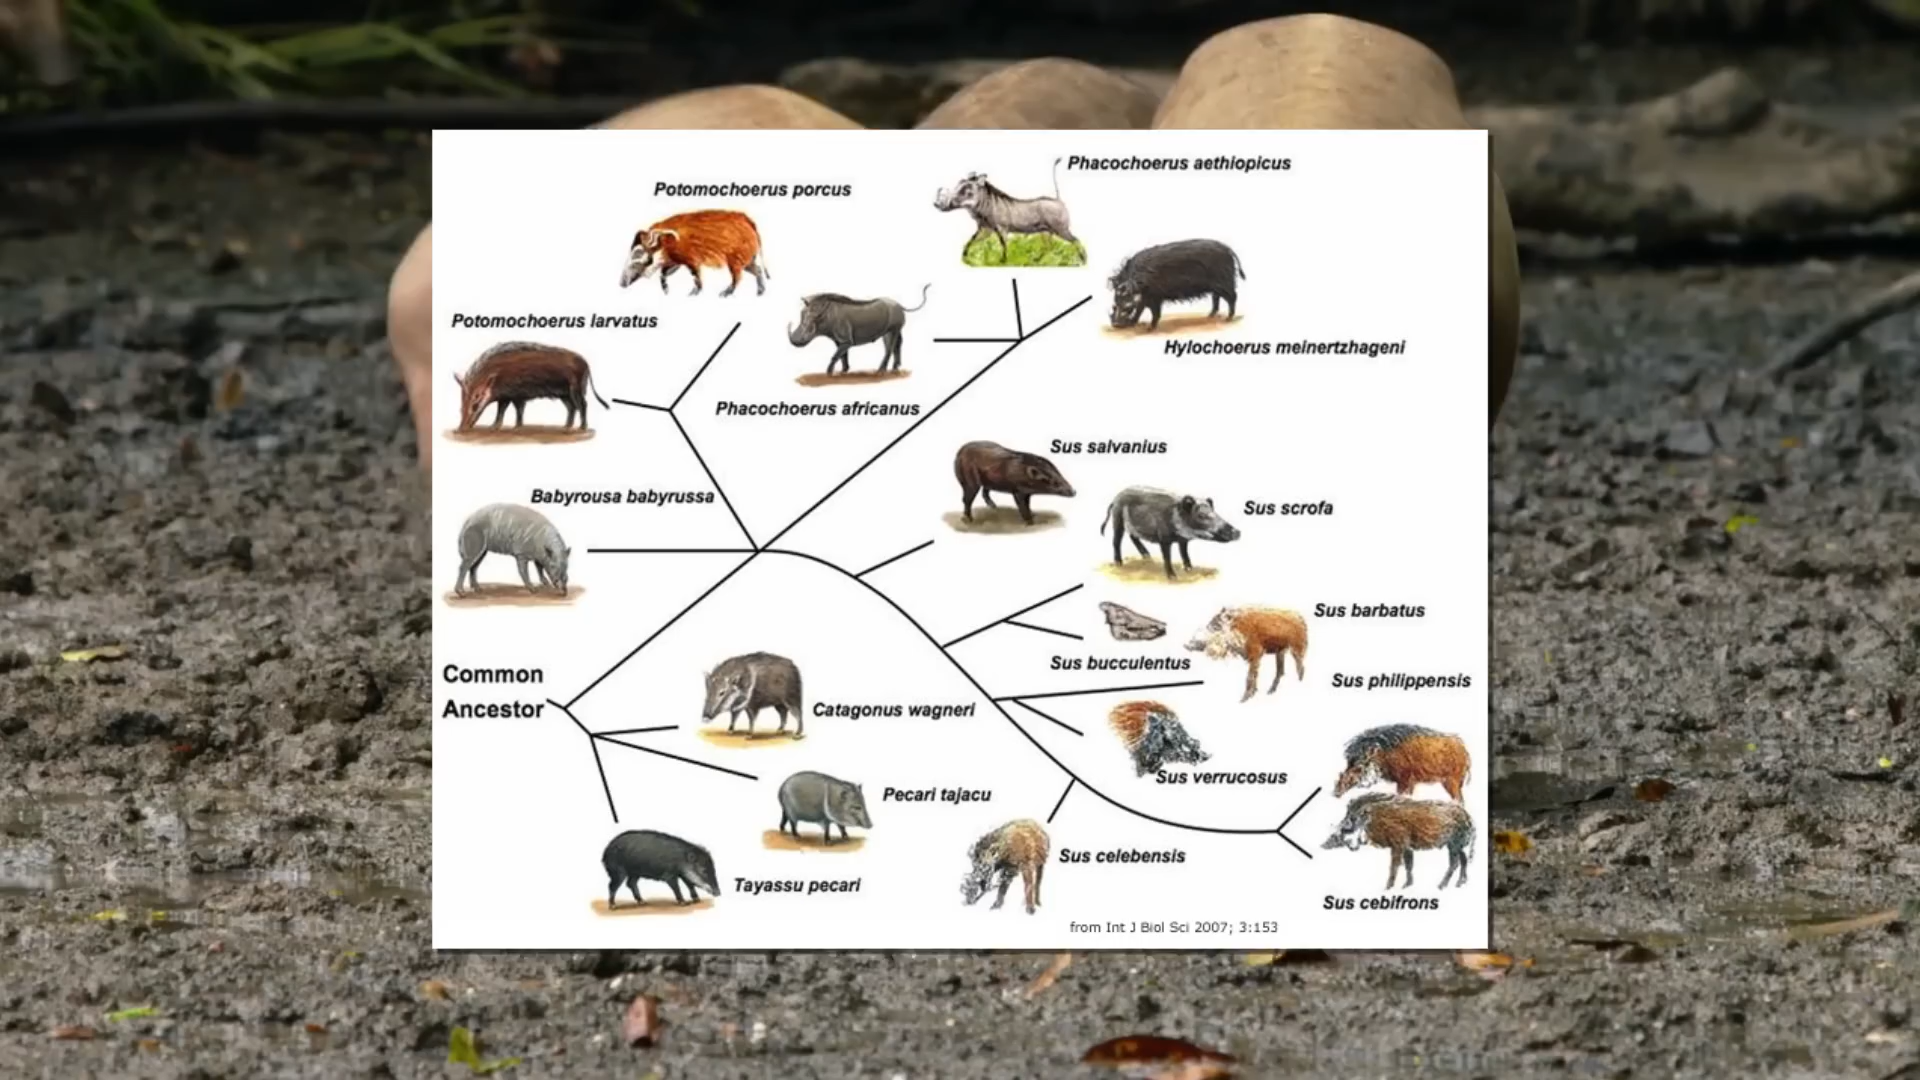 Phacochoerus aethiopicus
Potomochoerus porcus
Potomochoerus larvatus
Hylochoerus meinertzhageni
Phacochoerus africanus
Sus salvanius
Babyrousa babyrussa
Sus scrofa
Sus barbatus
Sus bucculentus
Common
Ancestor
Sus philippensis
Catagonus wagneri
Sus verrucosus
Pecari tajacu
Sus celebensis
Tayassu pecari
Sus cebifrons
from Int J Biol Sci 2007; 3:153